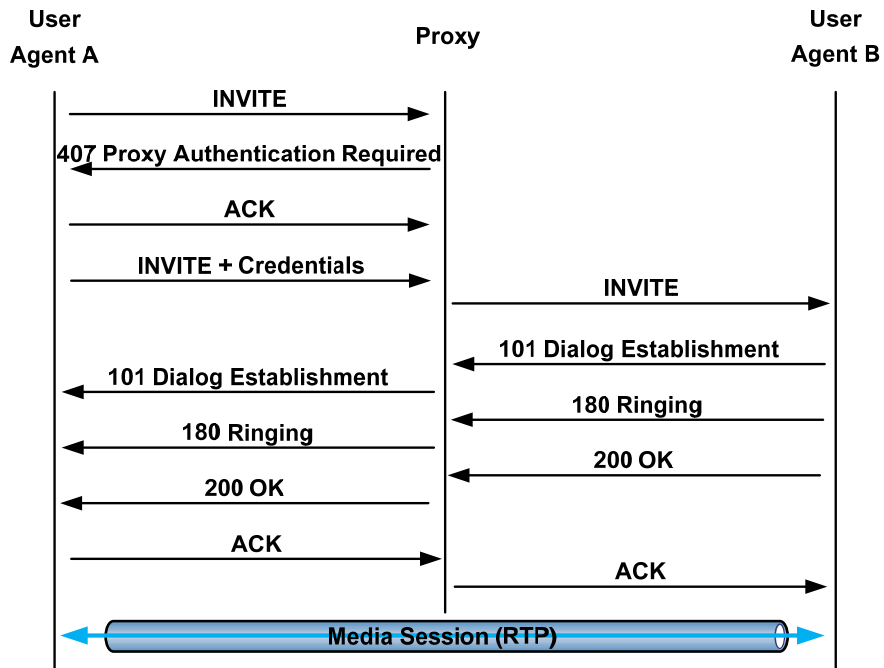 User
Agent A
Proxy
User
Agent B
INVITE
407 Proxy Authentication Required
ACK
INVITE + Credentials
INVITE
101 Dialog Establishment
101 Dialog Establishment
180 Ringing
180 Ringing
200 OK
200 OK
ACK
ACK
Media Session (RTP)